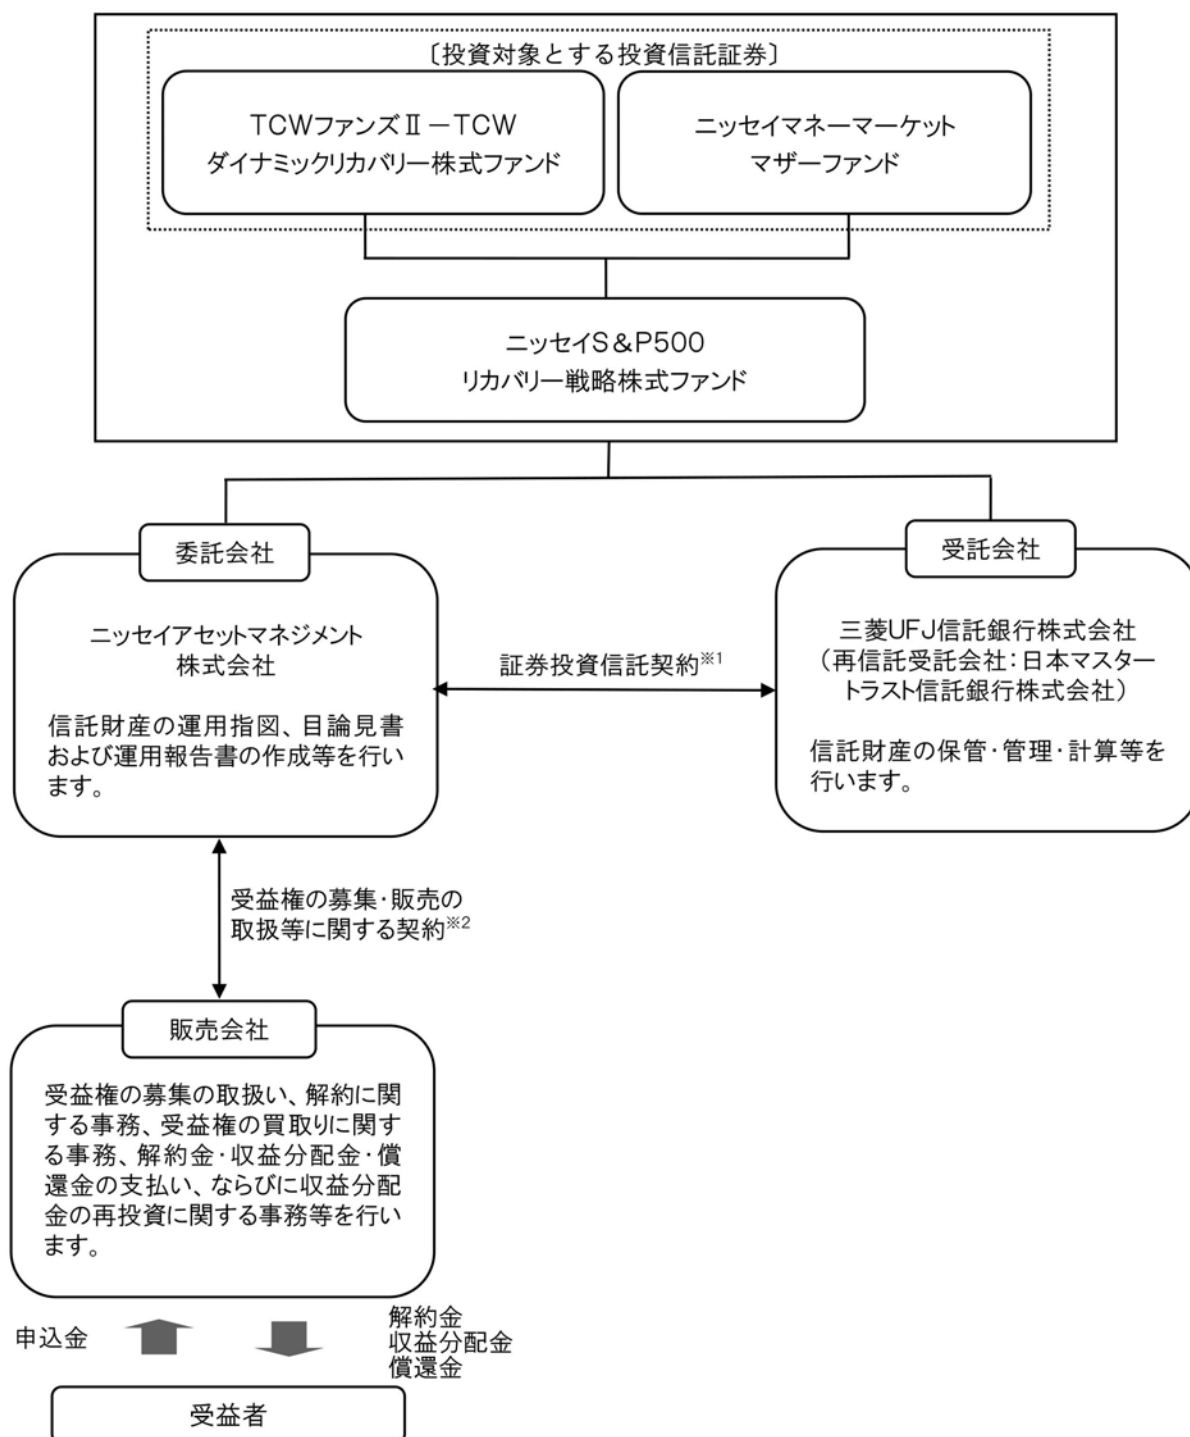 〔投資対象とする投資信託証券〕
TCWファンズⅡ－TCW
ダイナミックリカバリー株式ファンド
ニッセイマネーマーケット
マザーファンド
ニッセイS＆P500
リカバリー戦略株式ファンド
委託会社
ニッセイアセットマネジメント
株式会社
信託財産の運用指図、目論見書
および運用報告書の作成等を行い
ます。
証券投資信託契約※1
受託会社
三菱UFJ信託銀行株式会社
（再信託受託会社：日本マスター
トラスト信託銀行株式会社）
信託財産の保管・管理・計算等を
行います。
受益権の募集・販売の
取扱等に関する契約※2
販売会社
受益権の募集の取扱い、解約に関
する事務、受益権の買取りに関す
る事務、解約金・収益分配金・償
還金の支払い、ならびに収益分配
金の再投資に関する事務等を行い
ます。
申込金
解約金
収益分配金
償還金
受益者